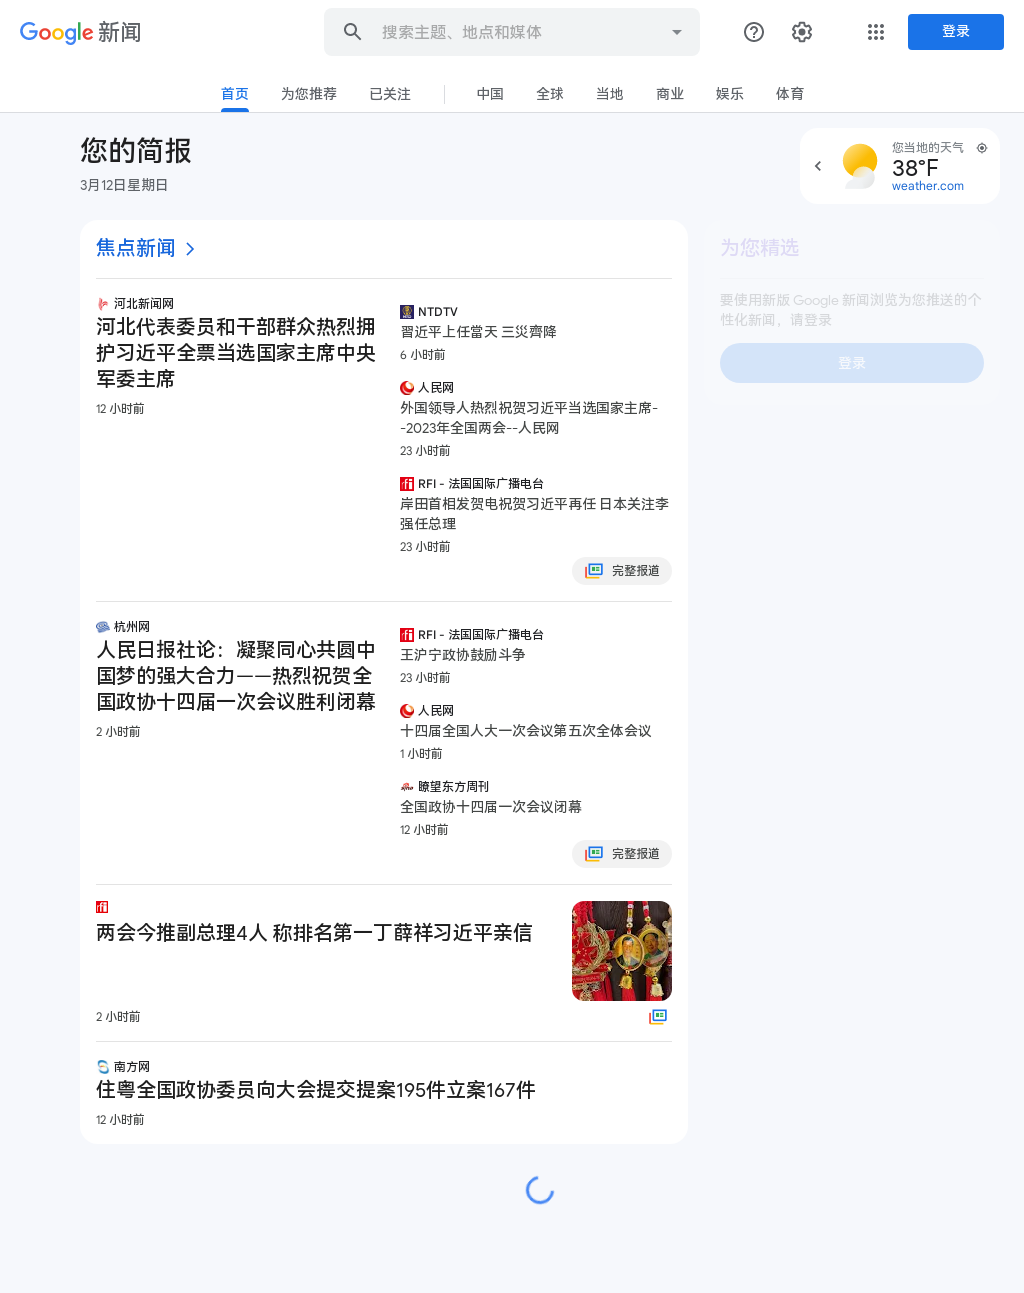 Google 新闻
搜索主题、地点和媒体
登录
首页 为您推荐 已关注 中国 全球 当地 商业 娱乐 体育
您的简报
3月12日星期日
您当地的天气
38°F
weather.com
焦点新闻
河北新闻网
河北代表委员和干部群众热烈拥
护习近平全票当选国家主席中央
军委主席
12 小时前
NTDTV
習近平上任當天 三災齊降
6 小时前
人民网
外国领导人热烈祝贺习近平当选国家主席-
-2023年全国两会--人民网
23 小时前
RFI - 法国国际广播电台
岸田首相发贺电祝贺习近平再任 日本关注李
强任总理
23 小时前
完整报道
杭州网
人民日报社论：凝聚同心共圆中
国梦的强大合力——热烈祝贺全
国政协十四届一次会议胜利闭幕
2 小时前
RFI - 法国国际广播电台
王沪宁政协鼓励斗争
23 小时前
人民网
十四届全国人大一次会议第五次全体会议
1 小时前
瞭望东方周刊
全国政协十四届一次会议闭幕
12 小时前
完整报道
rfi
两会今推副总理4人 称排名第一丁薛祥习近平亲信
2 小时前
南方网
住粤全国政协委员向大会提交提案195件立案167件
12 小时前
为您精选
要使用新版 Google 新闻浏览为您推送的个
性化新闻，请登录
登录